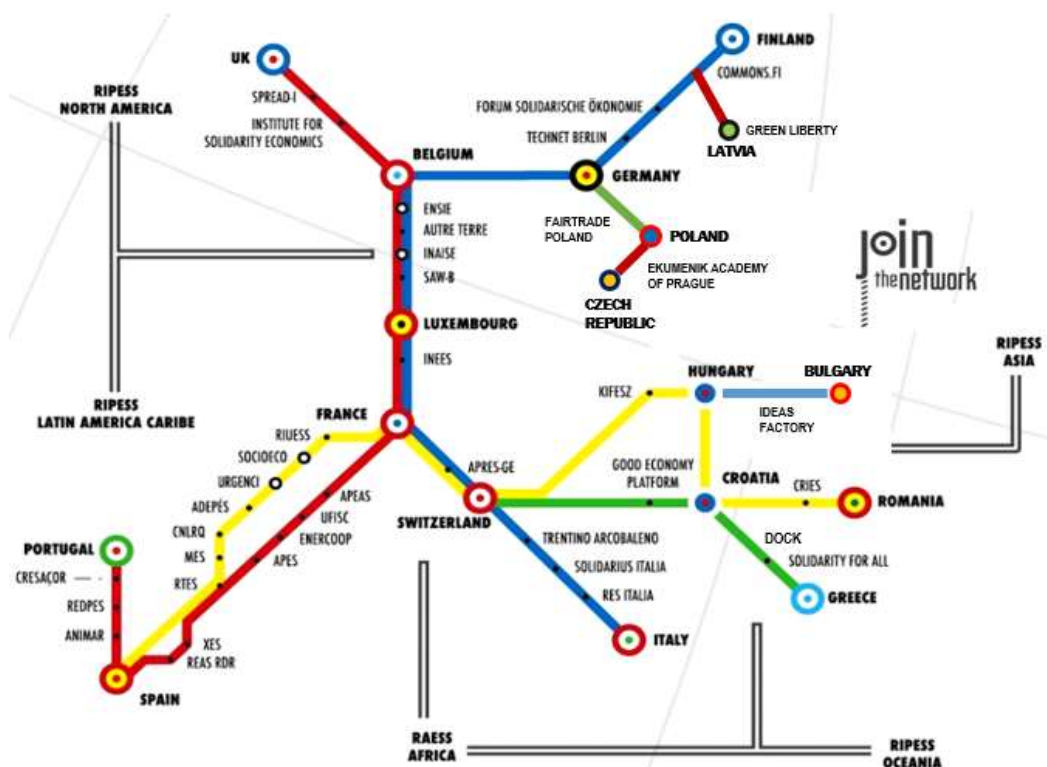 UK
FINLAND
COMMONS.FI
SPREAD-I
RIPESS
NORTH AMERICA
FORUM SOLIDARISCHE ÖKONOMIE
INSTITUTE FOR
SOLIDARITY ECONOMICS
TECHNET BERLIN
GREEN LIBERTY
LATVIA
BELGIUM
GERMANY
ENSIE
AUTRE TERRE
FAIRTRADE
POLAND
POLAND
INAISE
EKUMENIK ACADEMY
OF PRAGUE
SAW-B
CZECH
REPUBLIC
join
the network
LUXEMBOURG
INEES
RIPESS
ASIA
HUNGARY
BULGARY
KIFESZ
IDEAS
FACTORY
RIPESS
LATIN AMERICA CARIBE
FRANCE
RIUESS
SOCIOECO
URGENCI
ADEPÉS
CNLRQ
MES
RTES
APEAS
UFISC
ENERCOOP
APES
APRES-GE
SWITZERLAND
GOOD ECONOMY
PLATFORM
CROATIA
CRIES
ROMANIA
TRENTINO ARCOBALENO
SOLIDARIUS ITALIA
RES ITALIA
ITALY
DOCK
SOLIDARITY FOR ALL
GREECE
PORTUGAL
CRESAÇOR
REDPES
ANIMAR
XES
REAS RDR
SPAIN
RAESS
AFRICA
RIPESS
OCEANIA